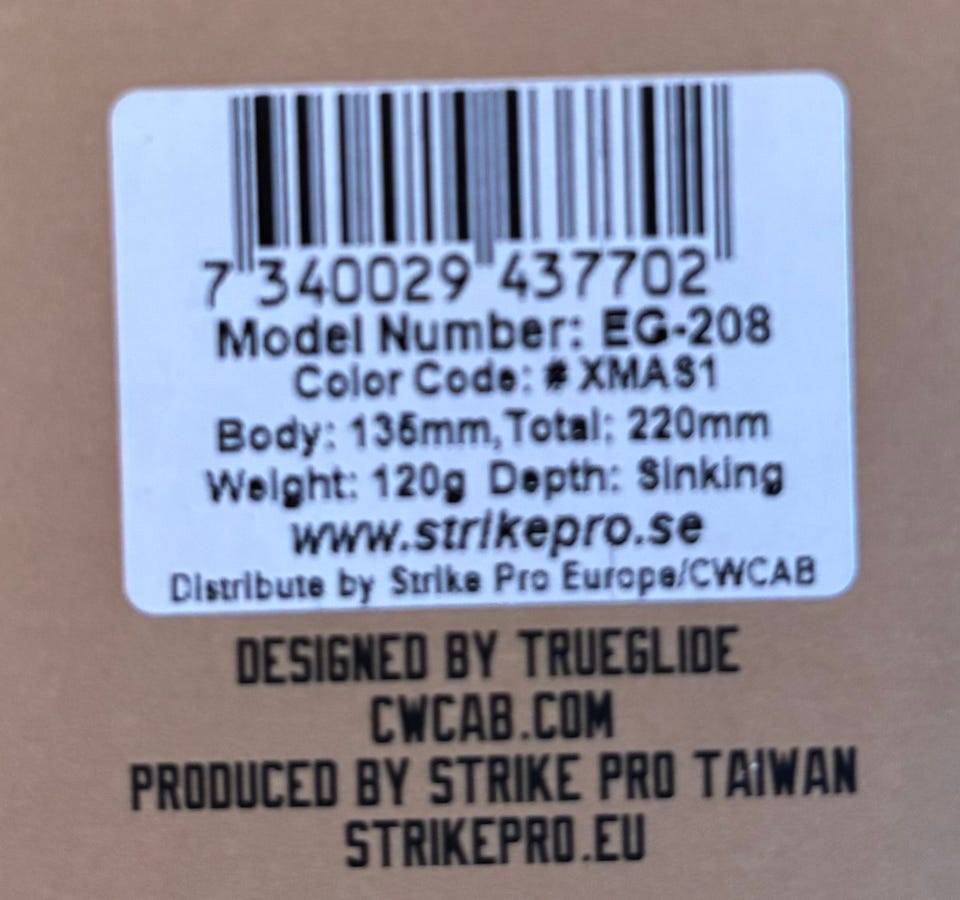 7 340029 437702
Model Number: EG-208
Color Code: # XMAS1
Body: 135mm, Total: 220mm
Weight: 120g Depth: Sinking
www.strikepro.se
Distribute by Strike Pro Europe/CWCAB
DESIGNED BY TRUEGLIDE
CWCAB.COM
PRODUCED BY STRIKE PRO TAIWAN
STRIKEPRO.EU